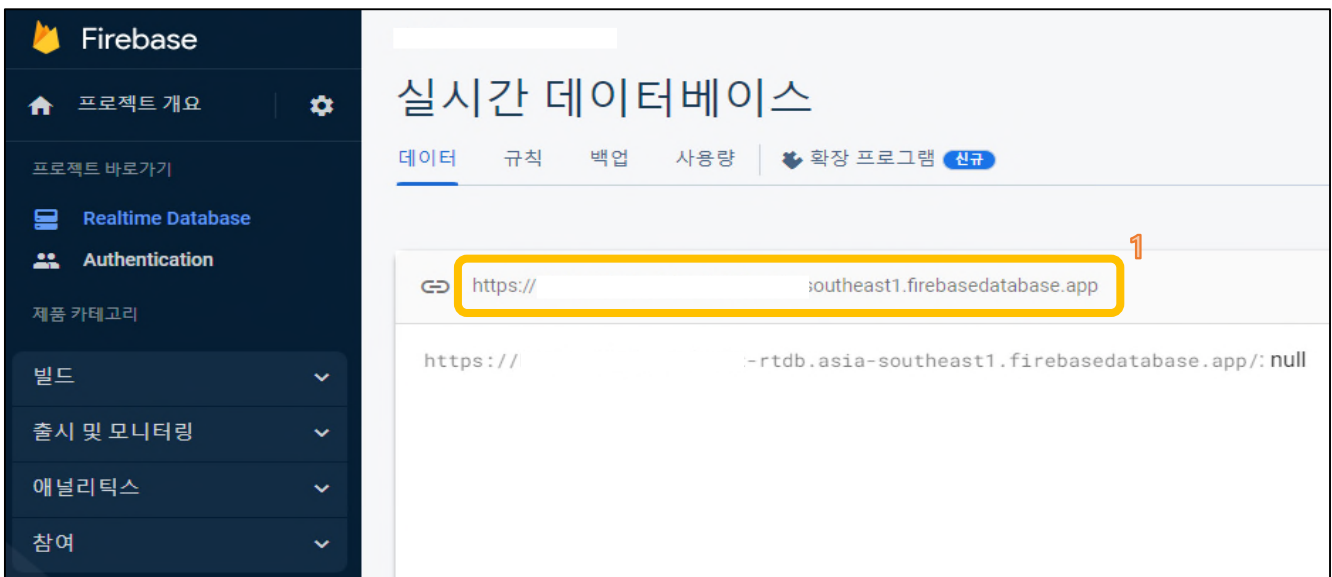 Firebase
프로젝트 개요
프로젝트 바로가기
Realtime Database
Authentication
제품 카테고리
빌드
출시 및 모니터링
애널리틱스
참여
실시간 데이터베이스
데이터 규칙 백업 사용량 확장 프로그램 신규
1
https:// southeast1.firebasedatabase.app
https:// -rtdb.asia-southeast1.firebasedatabase.app/: null